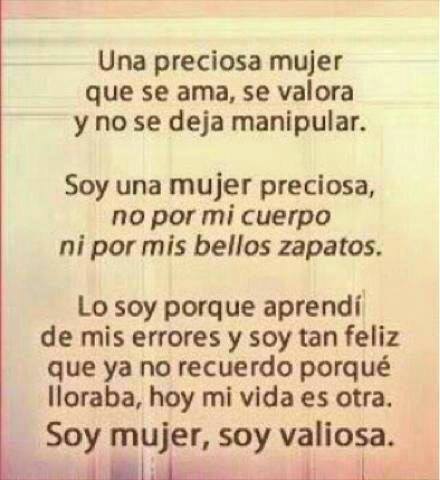 Una preciosa mujer
que se ama, se valora
y no se deja manipular.
Soy una mujer preciosa,
no por mi cuerpo
ni por mis bellos zapatos.
Lo soy porque aprendí
de mis errores y soy tan feliz
que ya no recuerdo porqué
lloraba, hoy mi vida es otra.
Soy mujer, soy valiosa.